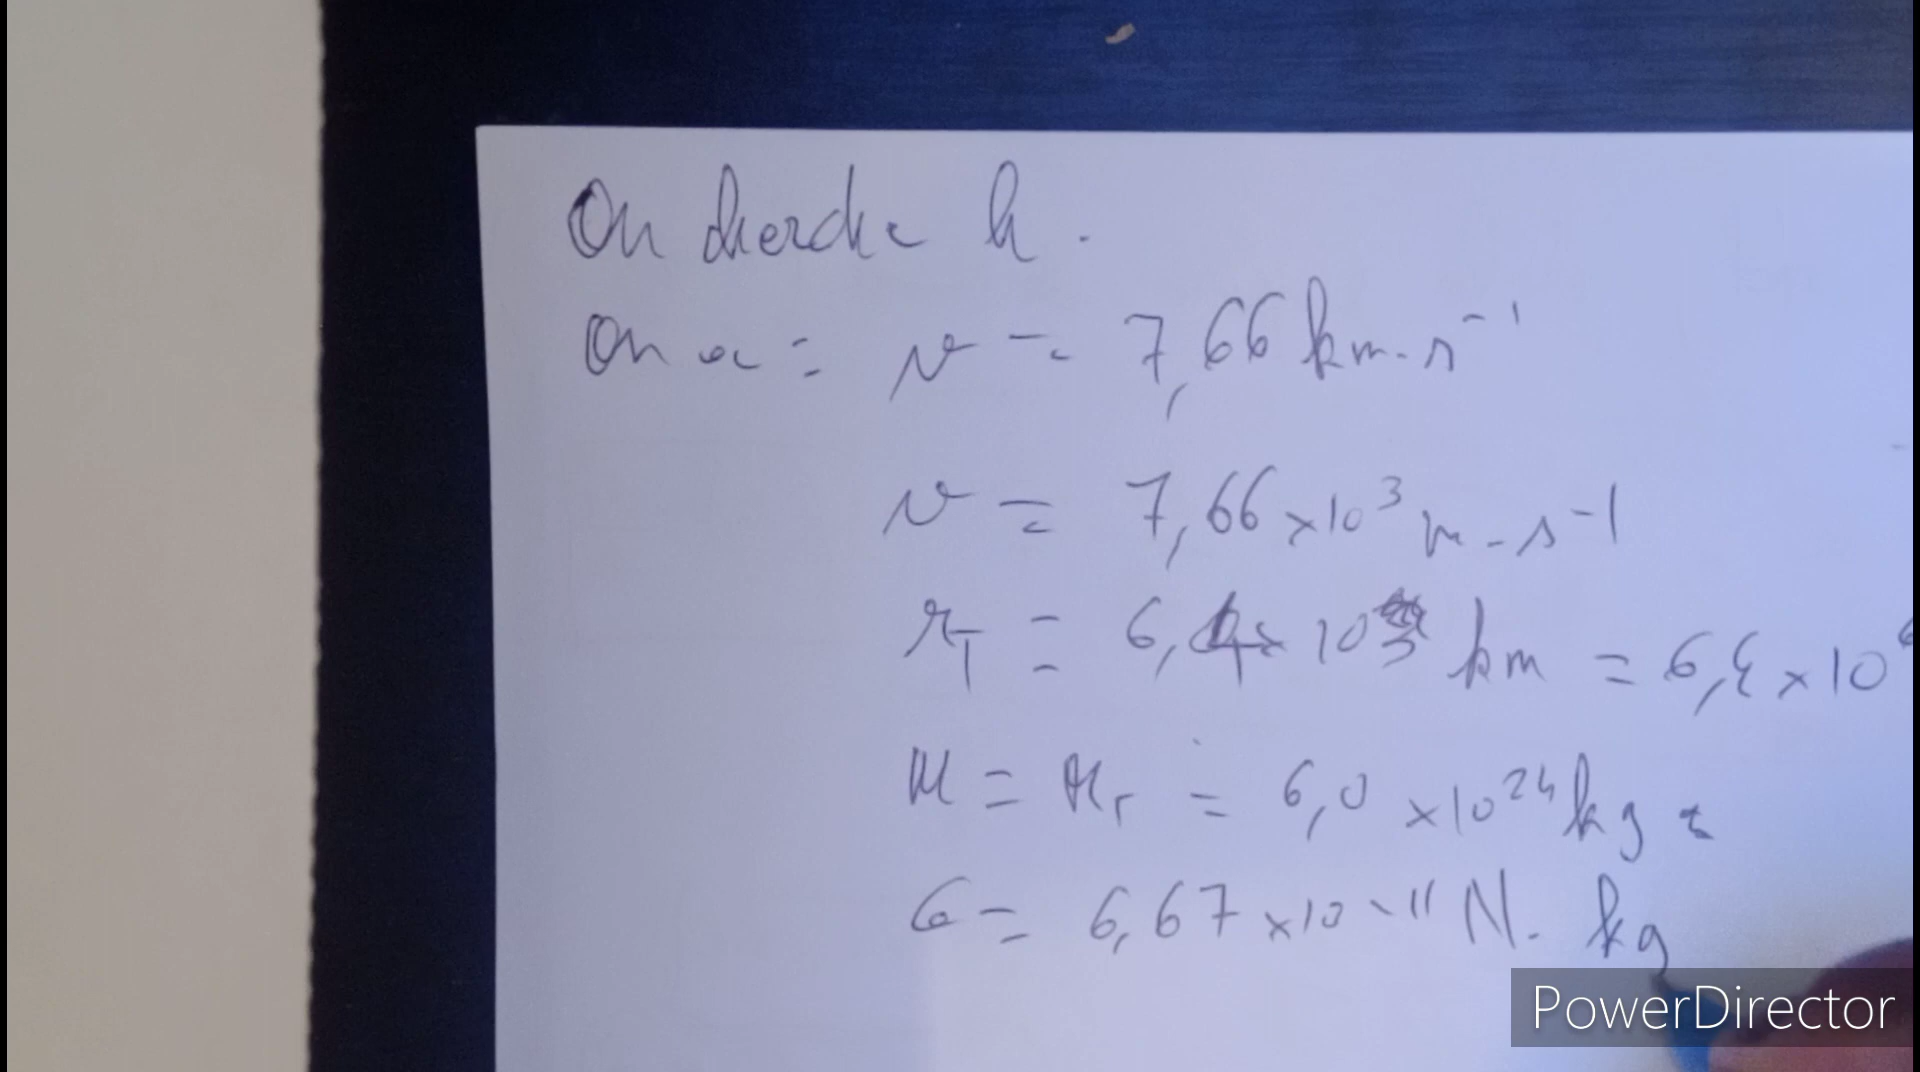 On cherche h.
On a : v = 7,66 km.s⁻¹
v = 7,66 × 10³ m.s⁻¹
r_T = 6,4 × 10³ km = 6,4 × 10⁶
M = M_T = 6,0 × 10²⁴ kg
G = 6,67 × 10⁻¹¹ N. kg
PowerDirector